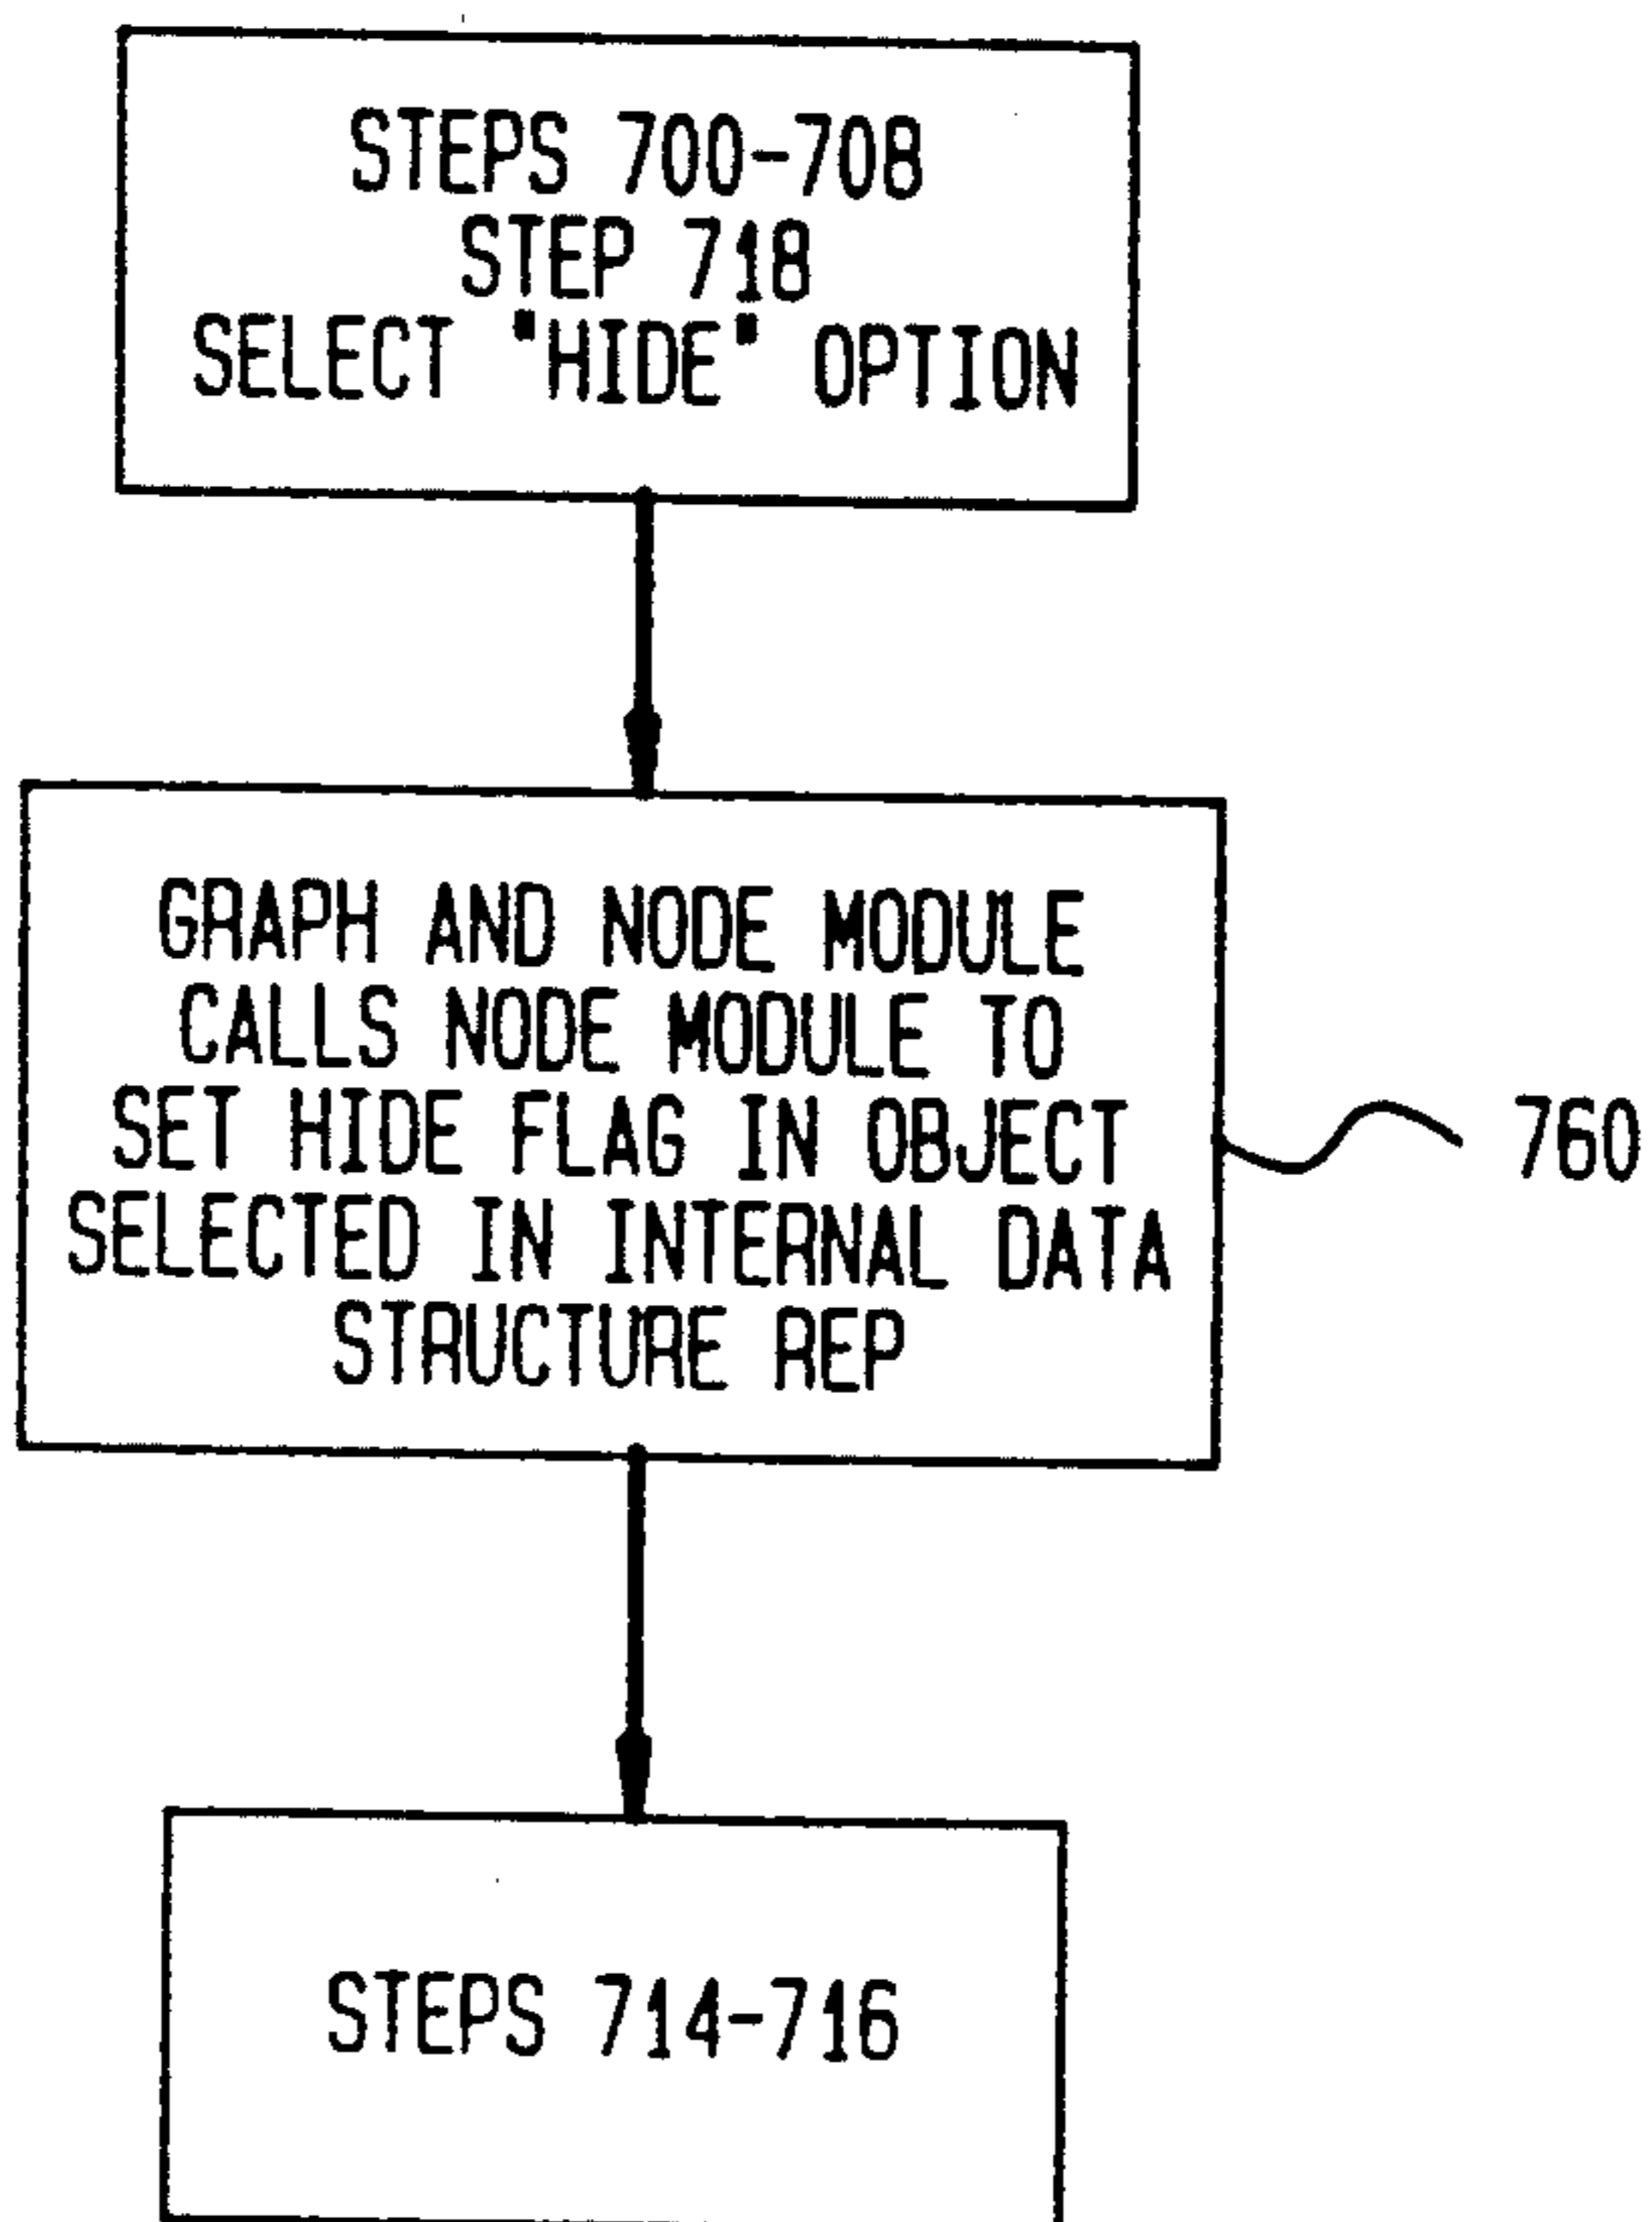 STEPS 700-708
STEP 718
SELECT "HIDE" OPTION
GRAPH AND NODE MODULE
CALLS NODE MODULE TO
SET HIDE FLAG IN OBJECT
SELECTED IN INTERNAL DATA
STRUCTURE REP
760
STEPS 714-716